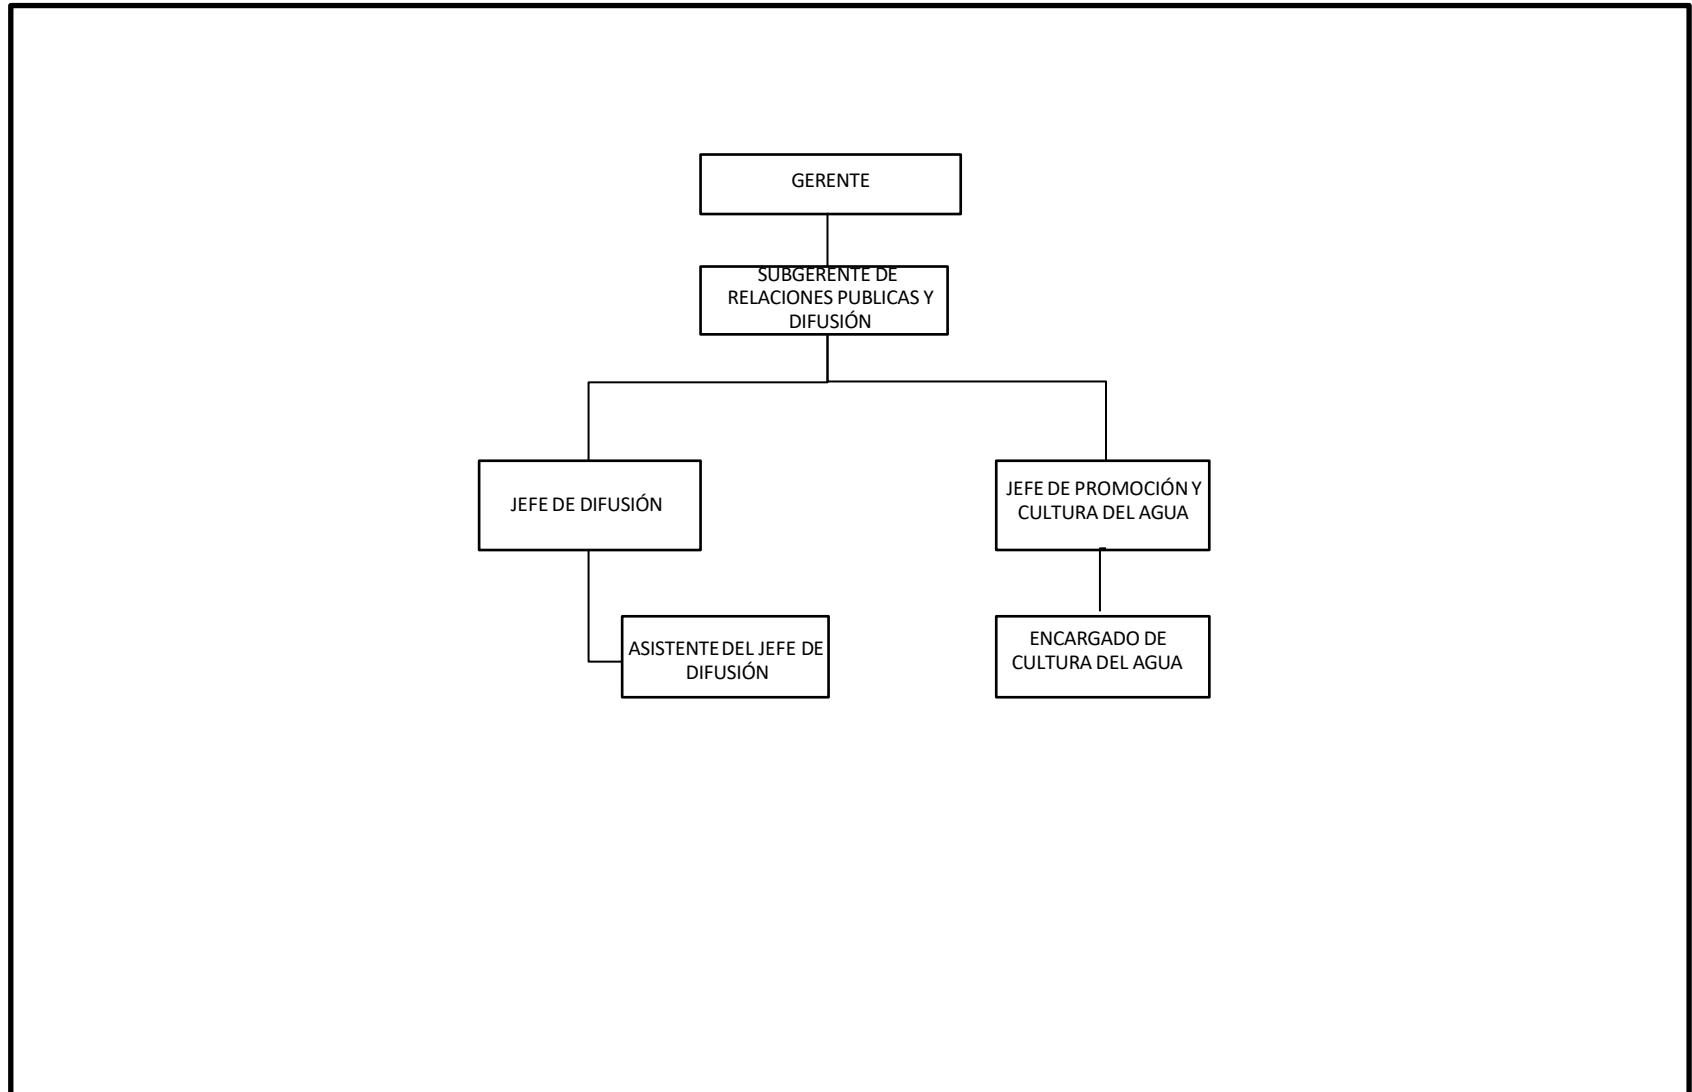 GERENTE
SUBGERENTE DE
RELACIONES PUBLICAS Y
DIFUSIÓN
JEFE DE DIFUSIÓN
JEFE DE PROMOCIÓN Y
CULTURA DEL AGUA
ASISTENTE DEL JEFE DE
DIFUSIÓN
ENCARGADO DE
CULTURA DEL AGUA